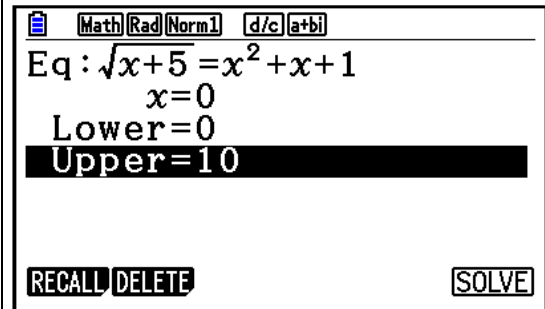 Math Rad Norm1 d/c a+bi
Eq:√x+5=x²+x+1
x=0
Lower=0
Upper=10
RECALL DELETE SOLVE